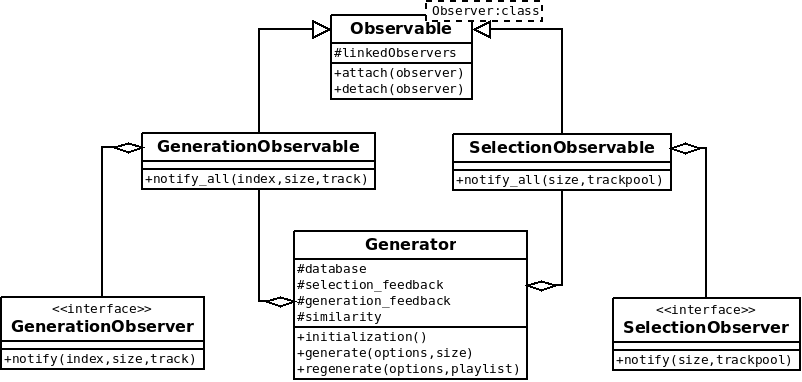 Observer:class
Observable
#linkedObservers
+attach(observer)
+detach(observer)
GenerationObservable
+notify_all(index,size,track)
SelectionObservable
+notify_all(size,trackpool)
Generator
#database
#selection_feedback
#generation_feedback
#similarity
+initialization()
+generate(options,size)
+regenerate(options,playlist)
<<interface>>
GenerationObserver
+notify(index,size,track)
<<interface>>
SelectionObserver
+notify(size,trackpool)